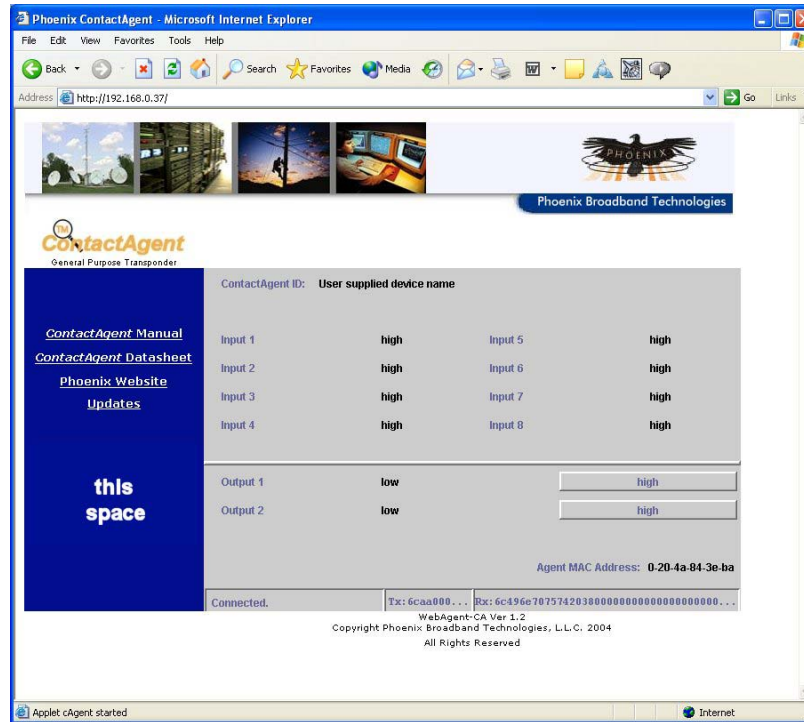 Phoenix ContactAgent - Microsoft Internet Explorer
File Edit View Favorites Tools Help
Back Search Favorites Media
Address http://192.168.0.37/ Go Links
PHOENIX
Phoenix Broadband Technologies
TM
ContactAgent
General Purpose Transponder
ContactAgent ID: User supplied device name
ContactAgent Manual
ContactAgent Datasheet
Phoenix Website
Updates
this
space
Input 1 high Input 5 high
Input 2 high Input 6 high
Input 3 high Input 7 high
Input 4 high Input 8 high
Output 1 low high
Output 2 low high
Agent MAC Address: 0-20-4a-84-3e-ba
Connected. Tx:6caa000... Rx:6c496e7075742038000000000000000000...
WebAgent-CA Ver 1.2
Copyright Phoenix Broadband Technologies, L.L.C. 2004
All Rights Reserved
Applet cAgent started Internet